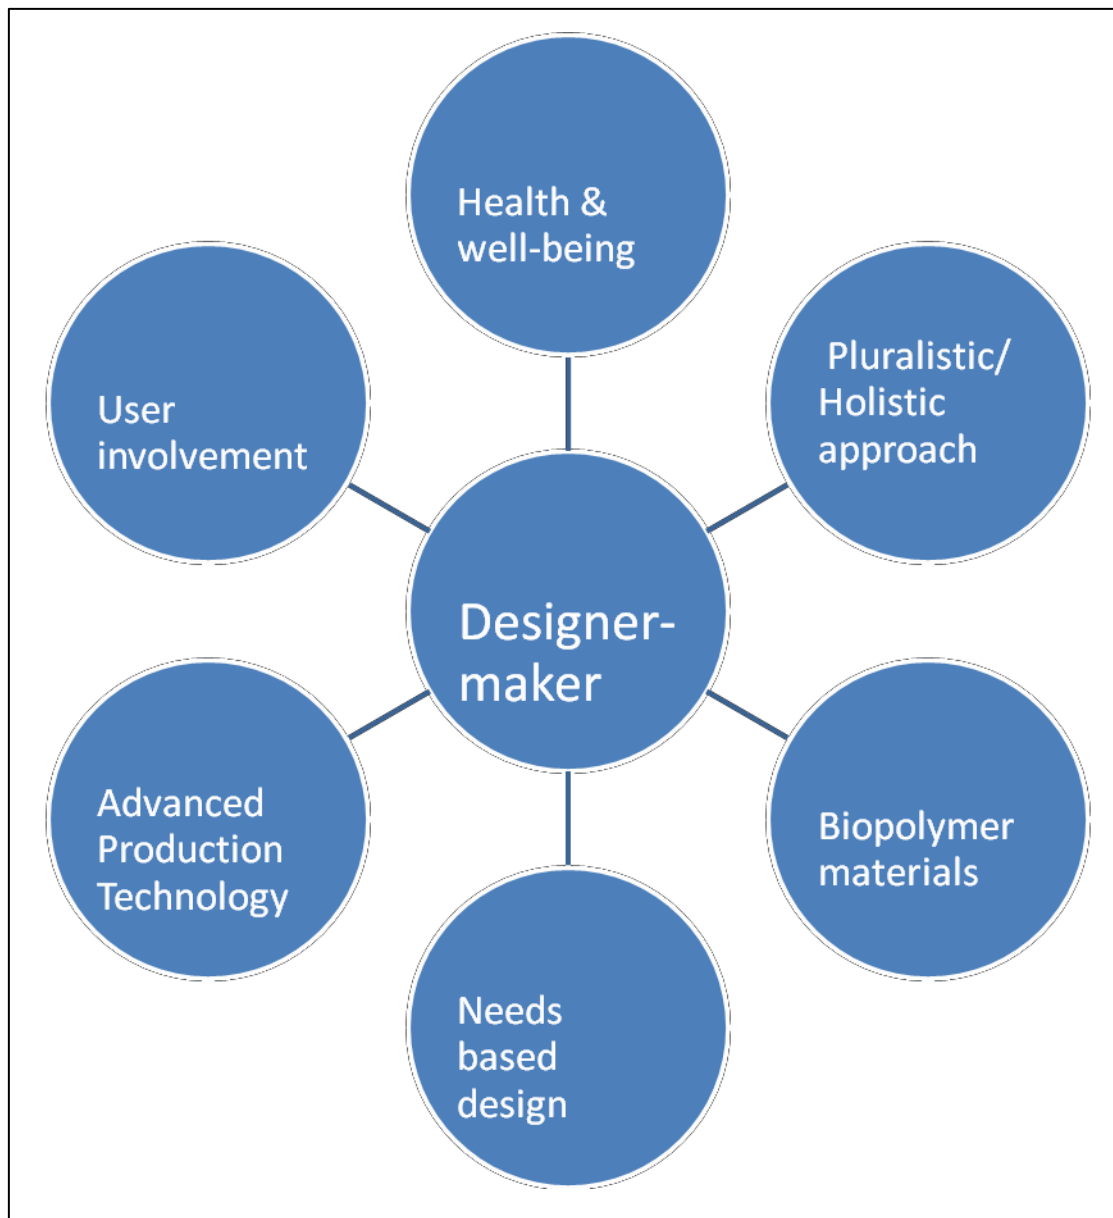 Health &
well-being
Pluralistic/
Holistic
approach
User
involvement
Designer-
maker
Advanced
Production
Technology
Biopolymer
materials
Needs
based
design